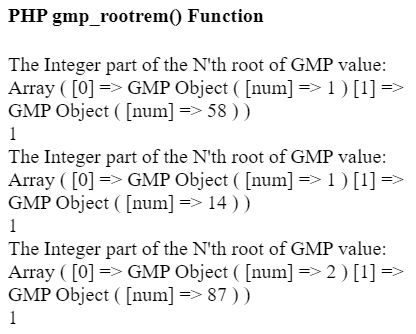 PHP gmp_rootrem() Function
The Integer part of the N'th root of GMP value:
Array ( [0] => GMP Object ( [num] => 1 ) [1] =>
GMP Object ( [num] => 58 ) )
1
The Integer part of the N'th root of GMP value:
Array ( [0] => GMP Object ( [num] => 1 ) [1] =>
GMP Object ( [num] => 14 ) )
1
The Integer part of the N'th root of GMP value:
Array ( [0] => GMP Object ( [num] => 2 ) [1] =>
GMP Object ( [num] => 87 ) )
1